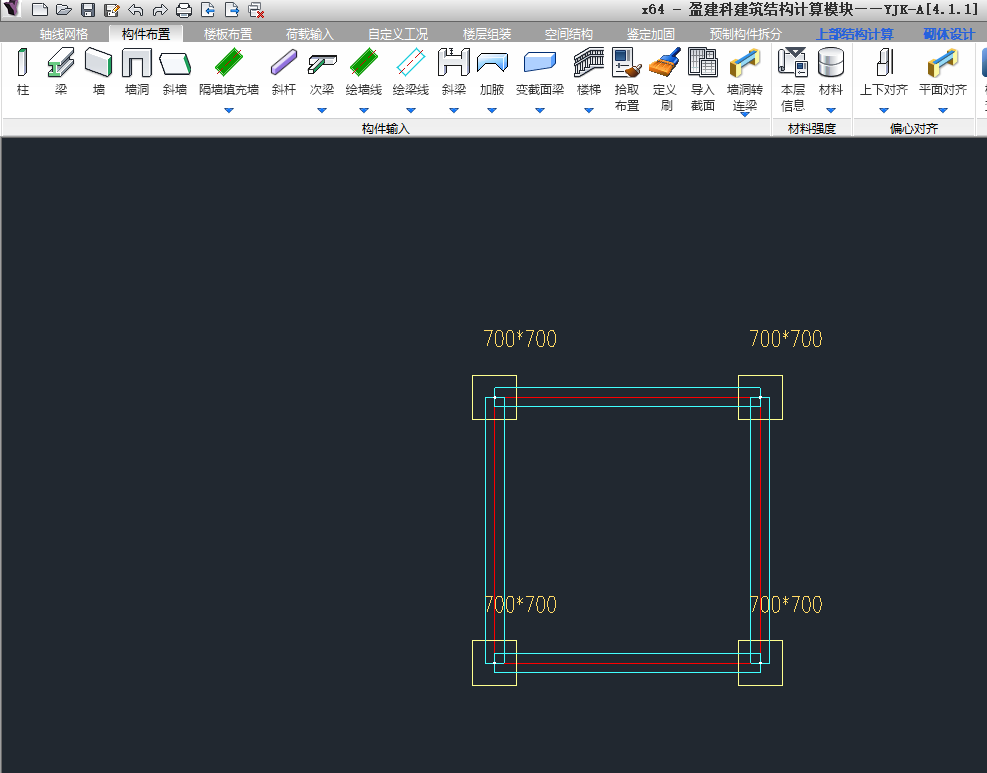 x64 - 盈建科建筑结构计算模块——YJK-A[4.1.1]
轴线网格 构件布置 楼板布置 荷载输入 自定义工况 楼层组装 空间结构 鉴定加固 预制构件拆分 上部结构计算 砌体设计
柱 梁 墙 墙洞 斜墙 隔墙填充墙 斜杆 次梁 绘墙线 绘梁线 斜梁 加腋 变截面梁 楼梯 拾取布置 定义刷 导入截面 墙洞转连梁 本层信息 材料 上下对齐 平面对齐
构件输入 材料强度 偏心对齐
700*700 700*700
700*700 700*700